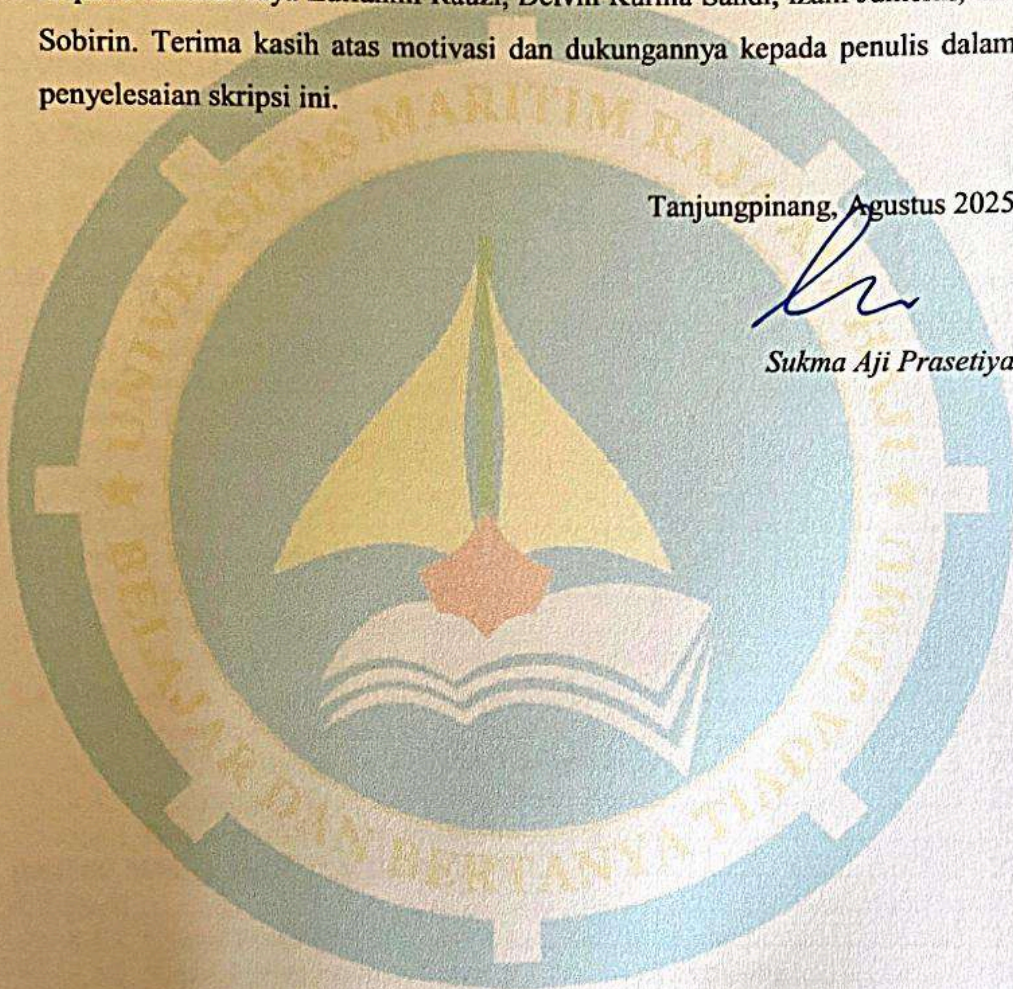 Sobirin. Terima kasih atas motivasi dan dukungannya kepada penulis dalam
penyelesaian skripsi ini.
Tanjungpinang, Agustus 2025
Sukma Aji Prasetiya
UNIVERSITAS MARITIM RAJA HAJI
BELAJAR DAN BERTANYA TIADA JEMU